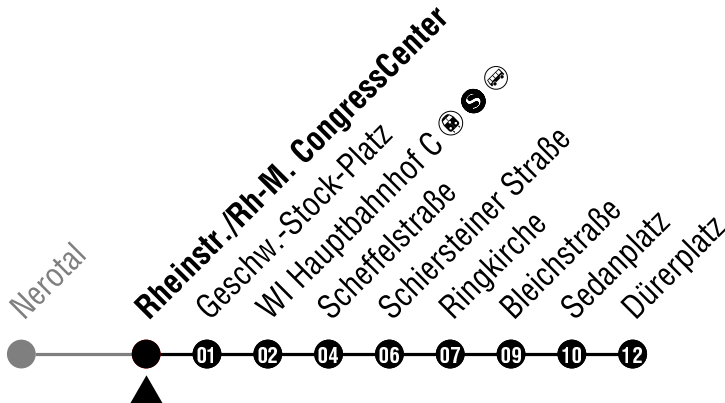 Nerotal
Rheinstr./Rh-M. CongressCenter
Geschw.-Stock-Platz
WI Hauptbahnhof C S
Scheffelstraße
Schiersteiner Straße
Ringkirche
Bleichstraße
Sedanplatz
Dürerplatz
01 02 04 06 07 09 10 12